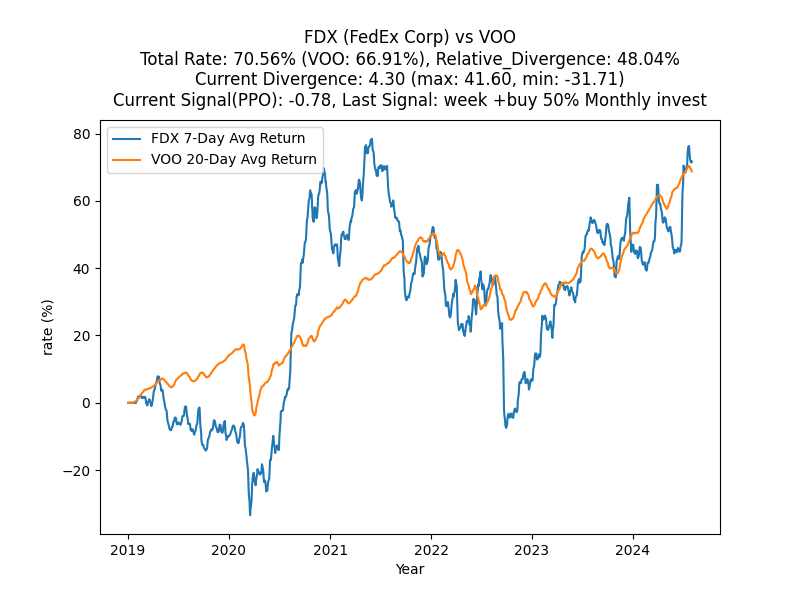 FDX (FedEx Corp) vs VOO
Total Rate: 70.56% (VOO: 66.91%), Relative_Divergence: 48.04%
Current Divergence: 4.30 (max: 41.60, min: -31.71)
Current Signal(PPO): -0.78, Last Signal: week +buy 50% Monthly invest
FDX 7-Day Avg Return
VOO 20-Day Avg Return
80
60
40
20
0
−20
rate (%)
2019
2020
2021
2022
2023
2024
Year